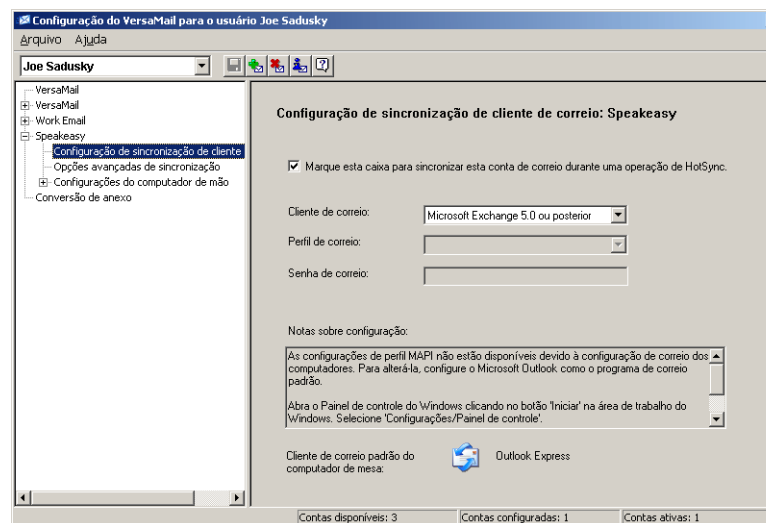 Configuração do VersaMail para o usuário Joe Sadusky
Arquivo Ajuda
Joe Sadusky
VersaMail
VersaMail
Work Email
Speakeasy
Configuração de sincronização de cliente
Opções avançadas de sincronização
Configurações do computador de mão
Conversão de anexo
Configuração de sincronização de cliente de correio: Speakeasy
Marque esta caixa para sincronizar esta conta de correio durante uma operação de HotSync.
Cliente de correio:
Microsoft Exchange 5.0 ou posterior
Perfil de correio:
Senha de correio:
Notas sobre configuração:
As configurações de perfil MAPI não estão disponíveis devido à configuração de correio dos
computadores. Para alterá-la, configure o Microsoft Outlook como o programa de correio
padrão.
Abra o Painel de controle do Windows clicando no botão 'Iniciar' na área de trabalho do
Windows. Selecione 'Configurações/Painel de controle'.
Cliente de correio padrão do
computador de mesa:
Outlook Express
Contas disponíveis: 3
Contas configuradas: 1
Contas ativas: 1